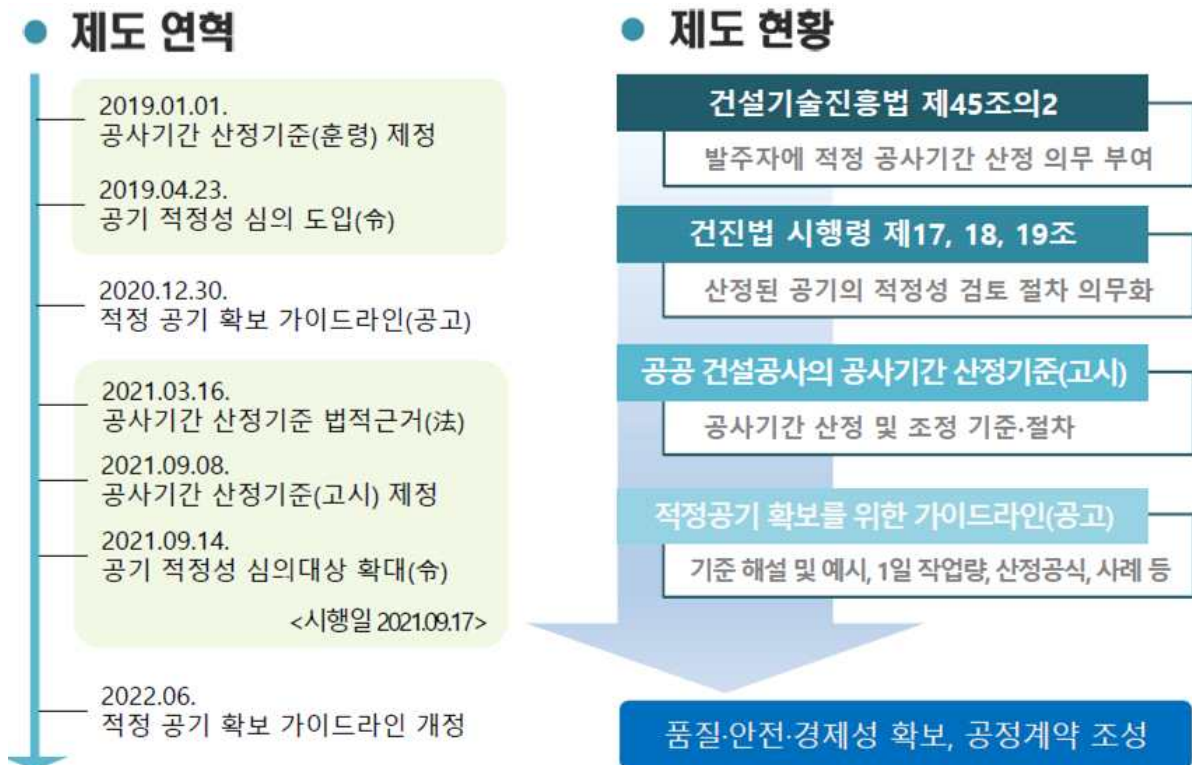 제도 연혁
2019.01.01.
공사기간 산정기준(훈령) 제정
2019.04.23.
공기 적정성 심의 도입(令)
2020.12.30.
적정 공기 확보 가이드라인(공고)
2021.03.16.
공사기간 산정기준 법적근거(法)
2021.09.08.
공사기간 산정기준(고시) 제정
2021.09.14.
공기 적정성 심의대상 확대(令)
<시행일 2021.09.17>
2022.06.
적정 공기 확보 가이드라인 개정
제도 현황
건설기술진흥법 제45조의2
발주자에 적정 공사기간 산정 의무 부여
건진법 시행령 제17, 18, 19조
산정된 공기의 적정성 검토 절차 의무화
공공 건설공사의 공사기간 산정기준(고시)
공사기간 산정 및 조정 기준·절차
적정공기 확보를 위한 가이드라인(공고)
기준 해설 및 예시, 1일 작업량, 산정공식, 사례 등
품질·안전·경제성 확보, 공정계약 조성